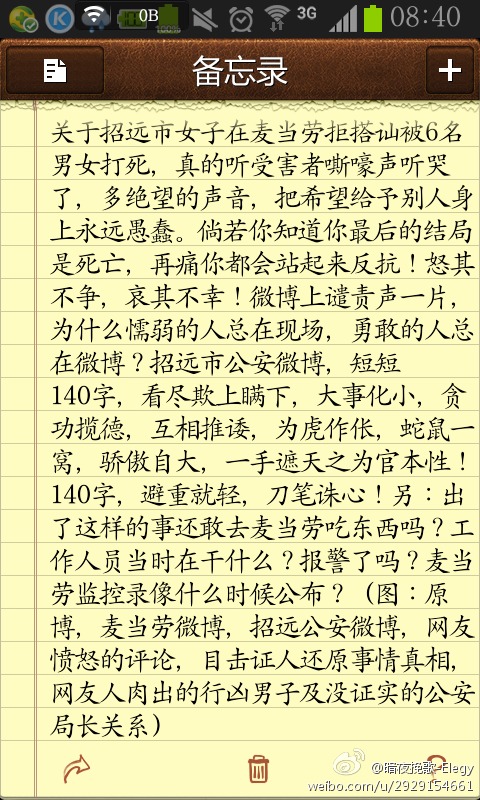 0B
100%
3G
08:40
备忘录
关于招远市女子在麦当劳拒搭讪被6名
男女打死，真的听受害者嘶嚎声听哭
了，多绝望的声音，把希望给予别人身
上永远愚蠢。倘若你知道你最后的结局
是死亡，再痛你都会站起来反抗！怒其
不争，哀其不幸！微博上谴责声一片，
为什么懦弱的人总在现场，勇敢的人总
在微博？招远市公安微博，短短
140字，看尽欺上瞒下，大事化小，贪
功揽德，互相推诿，为虎作伥，蛇鼠一
窝，骄傲自大，一手遮天之为官本性！
140字，避重就轻，刀笔诛心！另：出
了这样的事还敢去麦当劳吃东西吗？工
作人员当时在干什么？报警了吗？麦当
劳监控录像什么时候公布？（图：原
博，麦当劳微博，招远公安微博，网友
愤怒的评论，目击证人还原事情真相，
网友人肉出的行凶男子及没证实的公安
局长关系）
@暗夜挽歌-Elegy
weibo.com/u/2929154661